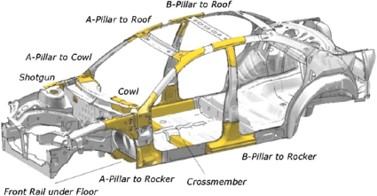 B-Pillar to Roof
A-Pillar to Roof
A-Pillar to Cowl
Shotgun
Cowl
B-Pillar to Rocker
A-Pillar to Rocker
Crossmember
Front Rail under Floor